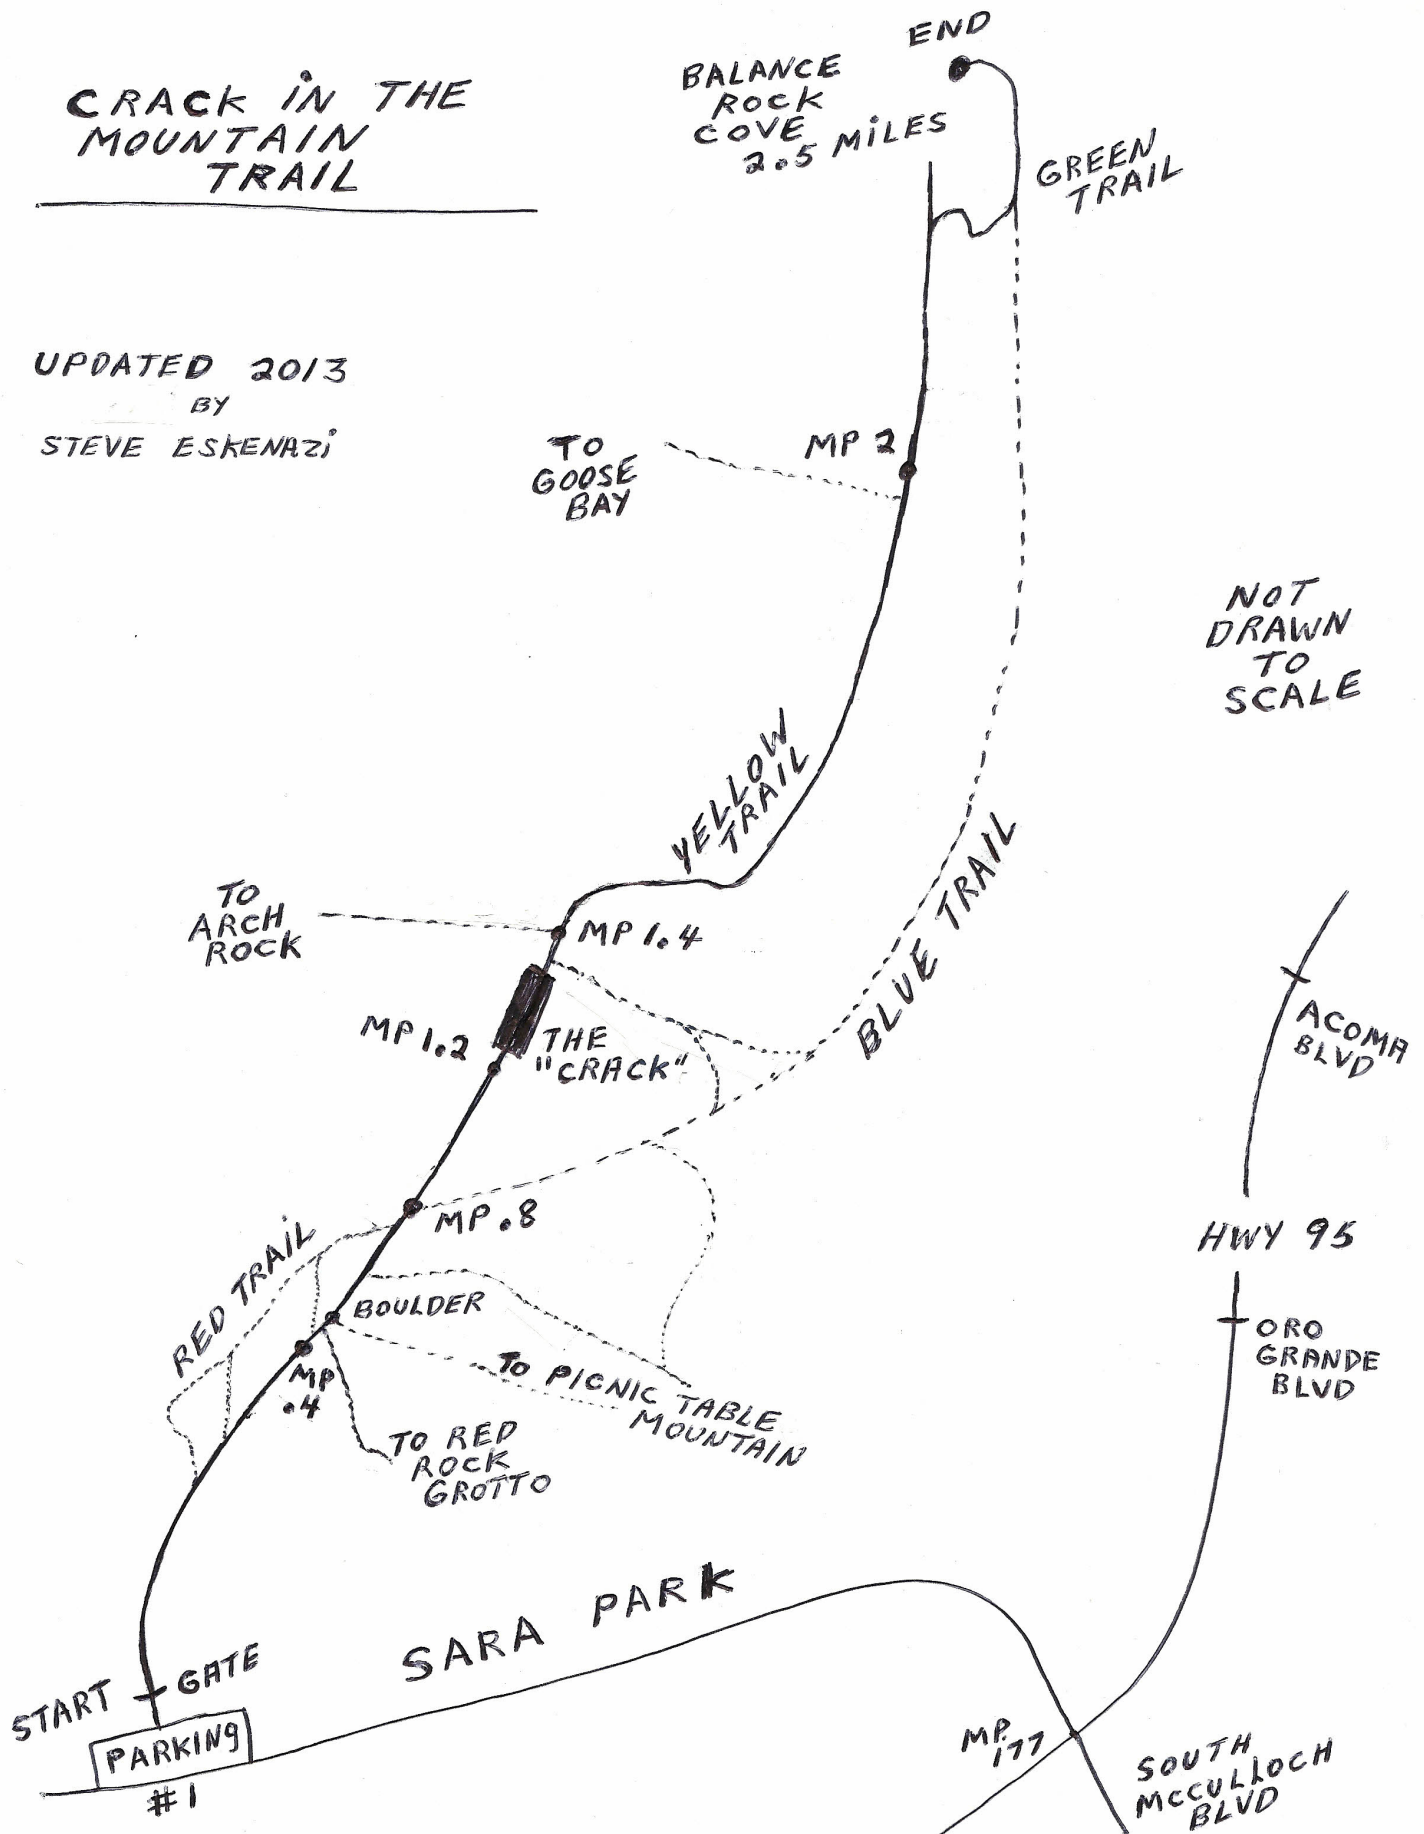 END
BALANCE
ROCK
COVE
2.5 MiLES
CRACK iN THE
MOUNTAIN
TRAIL
GREEN
TRAIL
UPDATED 2013
BY
STEVE ESKENAZi
TO
GOOSE
BAY
MP 2
NOT
DRAWN
TO
SCALE
YELLOW
TRAIL
BLUE TRAIL
TO
ARCH
ROCK
MP 1.4
MP 1.2
THE
"CRACK"
ACOMA
BLVD
MP .8
HWY 95
RED TRAiL
BOULDER
ORO
GRANDE
BLVD
MP
.4
TO PICNIC TABLE
MOUNTAIN
TO RED
ROCK
GROTTO
SARA PARK
START
GATE
PARKING
#1
MP.
177
SOUTH
MCCULLOCH
BLVD